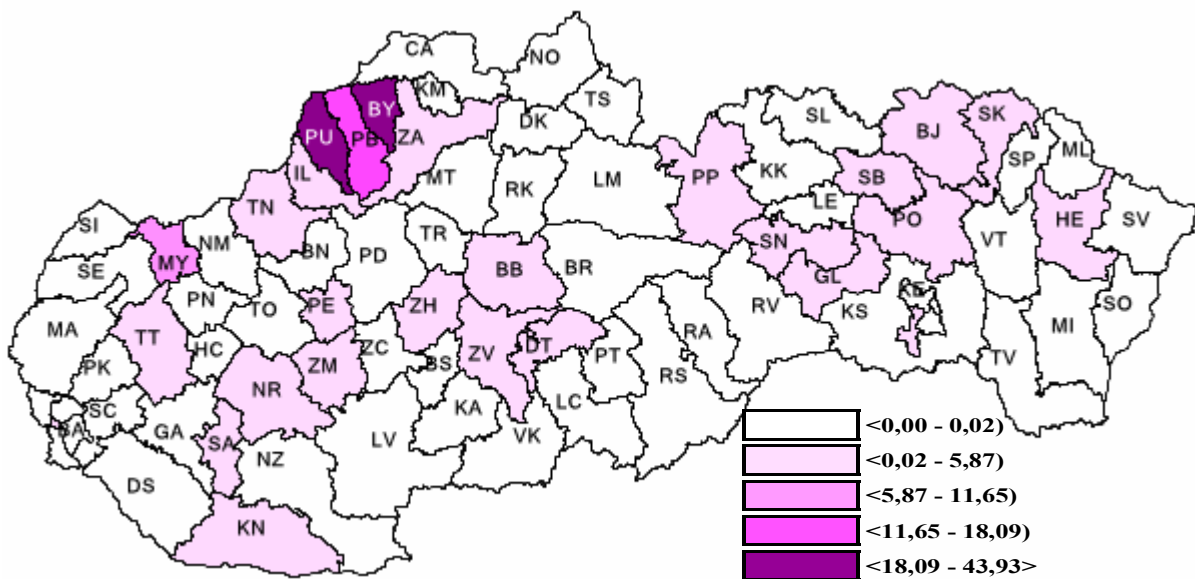 CA
NO
KM
TS
BY
PU
PB
ZA
DK
SL
BJ
SK
IL
MT
RK
LM
PP
KK
SB
SP
ML
TN
LE
PO
HE
SV
SI
NM
BN
PD
TR
SN
VT
MY
SE
BB
BR
GL
PN
TO
PE
ZH
RV
KS
KE
SO
MA
TT
HC
ZC
ZV
DT
RA
MI
PK
NR
ZM
BS
PT
RS
TV
SC
BA
GA
SA
KA
LC
LV
VK
NZ
DS
KN
<0,00 - 0,02)
<0,02 - 5,87)
<5,87 - 11,65)
<11,65 - 18,09)
<18,09 - 43,93>